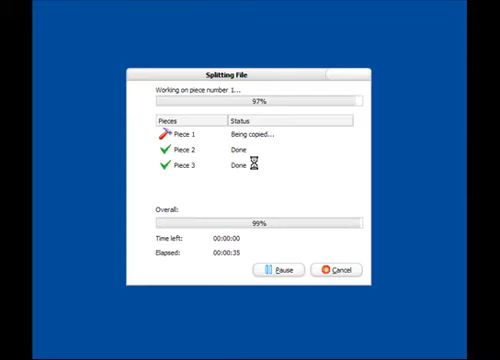 Splitting File
Working on piece number 1...
97%
Pieces Status
Piece 1 Being copied...
Piece 2 Done
Piece 3 Done
Overall:
99%
Time left: 00:00:00
Elapsed: 00:00:35
Pause Cancel